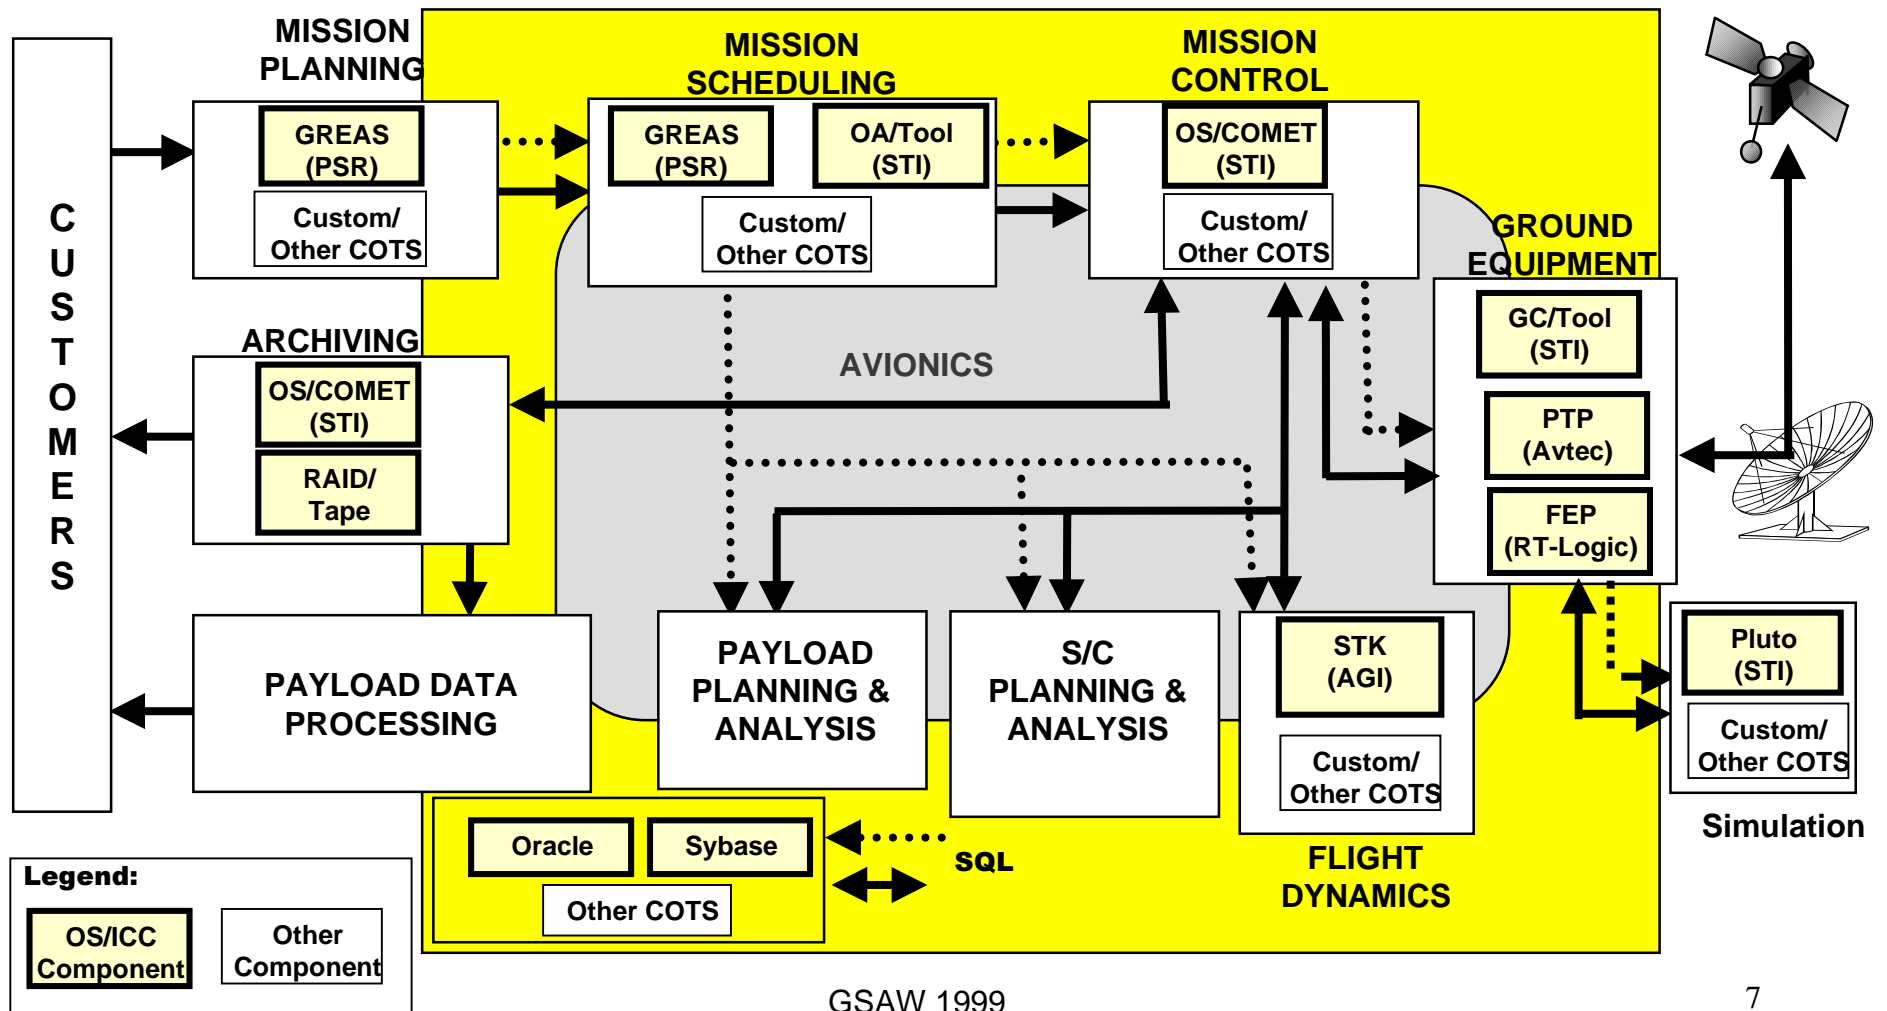 MISSION
PLANNING
MISSION
SCHEDULING
MISSION
CONTROL
C
U
S
T
O
M
E
R
S
GREAS
(PSR)
Custom/
Other COTS
GREAS
(PSR)
OA/Tool
(STI)
Custom/
Other COTS
OS/COMET
(STI)
Custom/
Other COTS
GROUND
EQUIPMENT
GC/Tool
(STI)
PTP
(Avtec)
FEP
(RT-Logic)
ARCHIVING
OS/COMET
(STI)
RAID/
Tape
AVIONICS
PAYLOAD DATA
PROCESSING
PAYLOAD
PLANNING &
ANALYSIS
S/C
PLANNING &
ANALYSIS
STK
(AGI)
Custom/
Other COTS
FLIGHT
DYNAMICS
Pluto
(STI)
Custom/
Other COTS
Simulation
Oracle
Sybase
Other COTS
SQL
Legend:
OS/ICC
Component
Other
Component
GSAW 1999
7